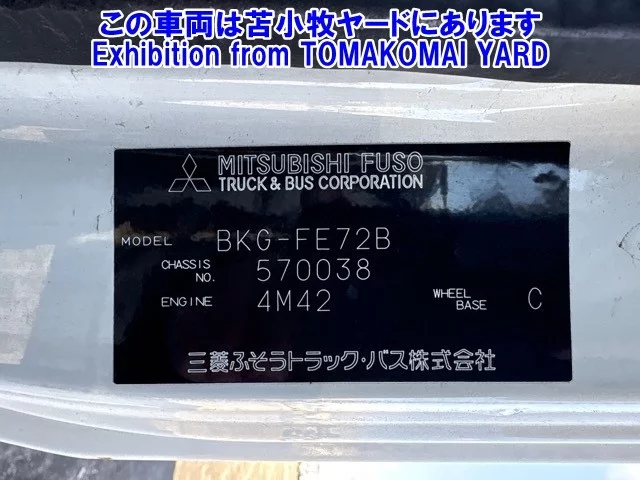 この車両は苫小牧ヤードにあります
Exhibition from TOMAKOMAI YARD
MITSUBISHI FUSO
TRUCK & BUS CORPORATION
MODEL BKG-FE72B
CHASSIS NO. 570038
ENGINE 4M42 WHEEL BASE C
三菱ふそうトラック・バス株式会社